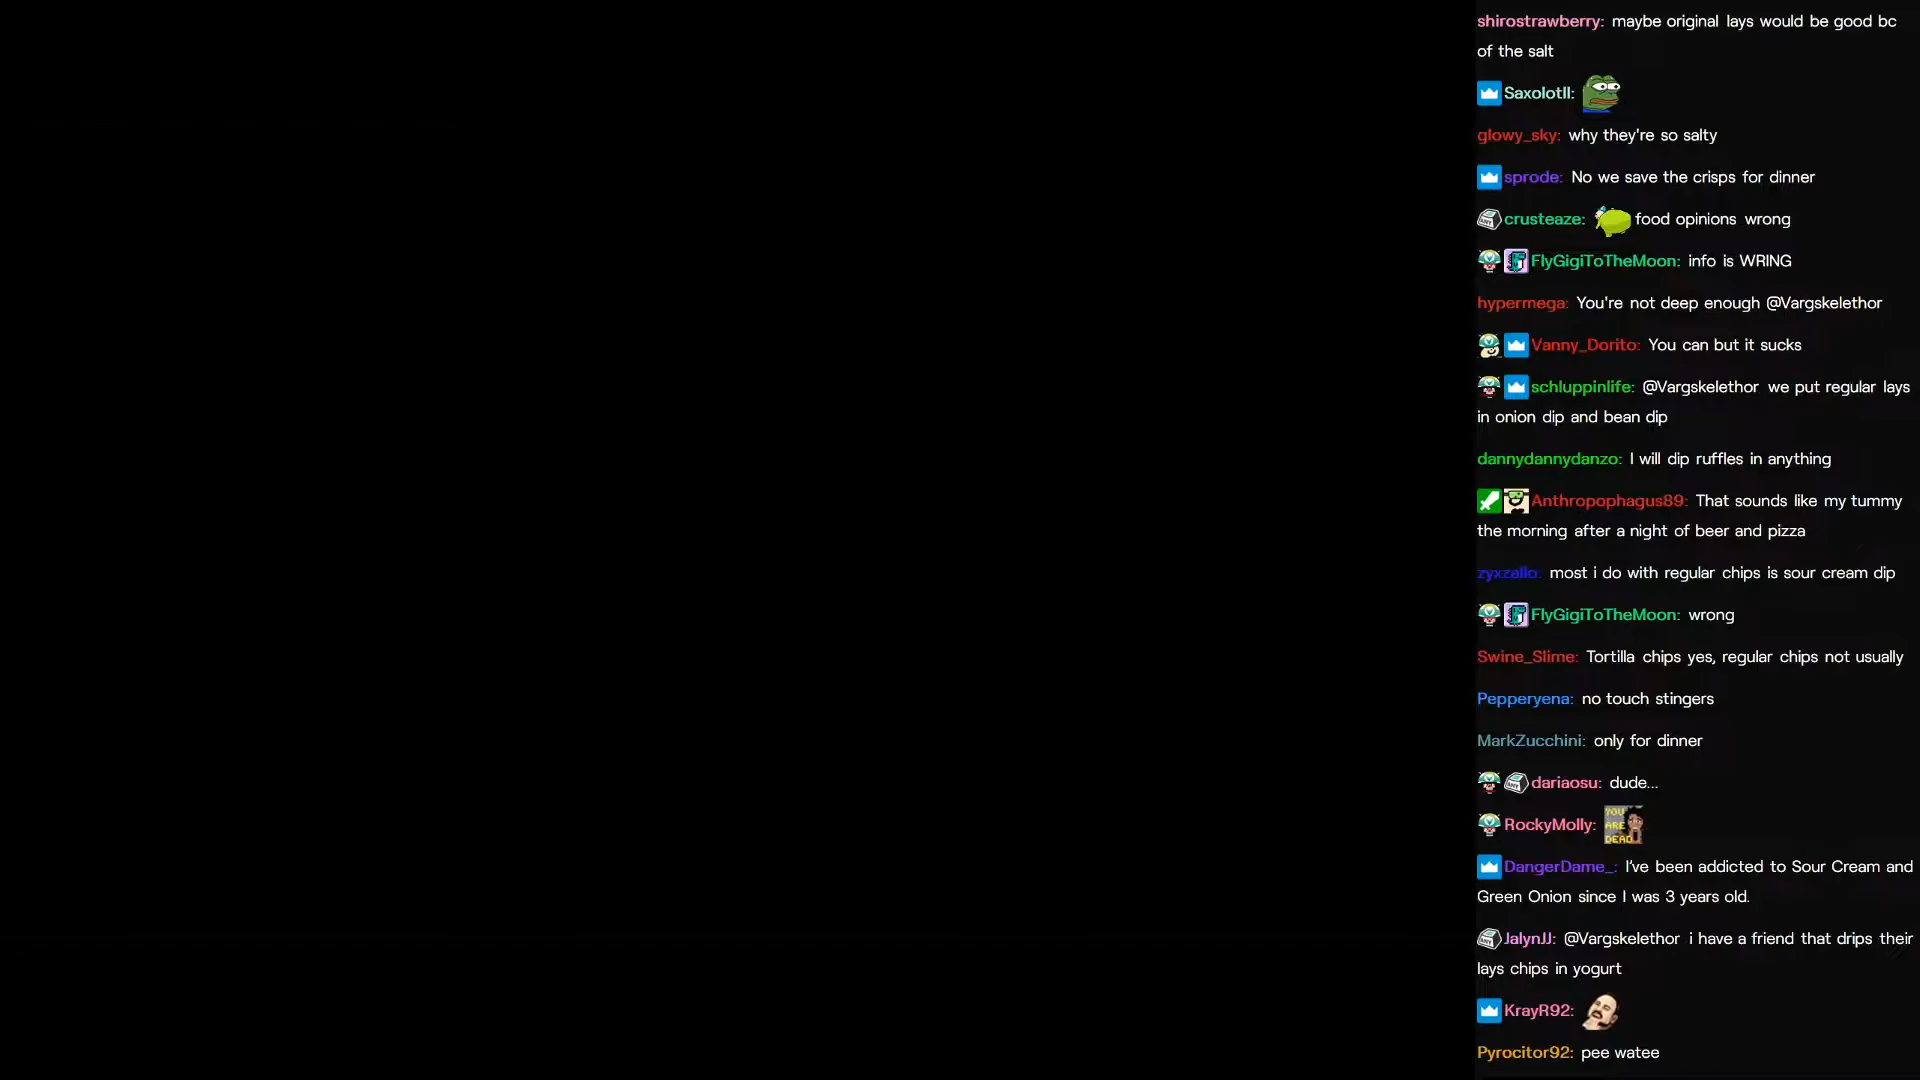 shirostrawberry: maybe original lays would be good bc
of the salt
Saxolotll:
glowy_sky: why they're so salty
sprode: No we save the crisps for dinner
crusteaze: food opinions wrong
FlyGigiToTheMoon: info is WRING
hypermega: You're not deep enough @Vargskelethor
Vanny_Dorito: You can but it sucks
schluppinlife: @Vargskelethor we put regular lays
in onion dip and bean dip
dannydannydanzo: I will dip ruffles in anything
Anthropophagus89: That sounds like my tummy
the morning after a night of beer and pizza
zyxzallo: most i do with regular chips is sour cream dip
FlyGigiToTheMoon: wrong
Swine_Slime: Tortilla chips yes, regular chips not usually
Pepperyena: no touch stingers
MarkZucchini: only for dinner
dariaosu: dude...
RockyMolly: YOU
ARE
DEAD
DangerDame_: I've been addicted to Sour Cream and
Green Onion since I was 3 years old.
JalynJJ: @Vargskelethor i have a friend that drips their
lays chips in yogurt
KrayR92:
Pyrocitor92: pee watee